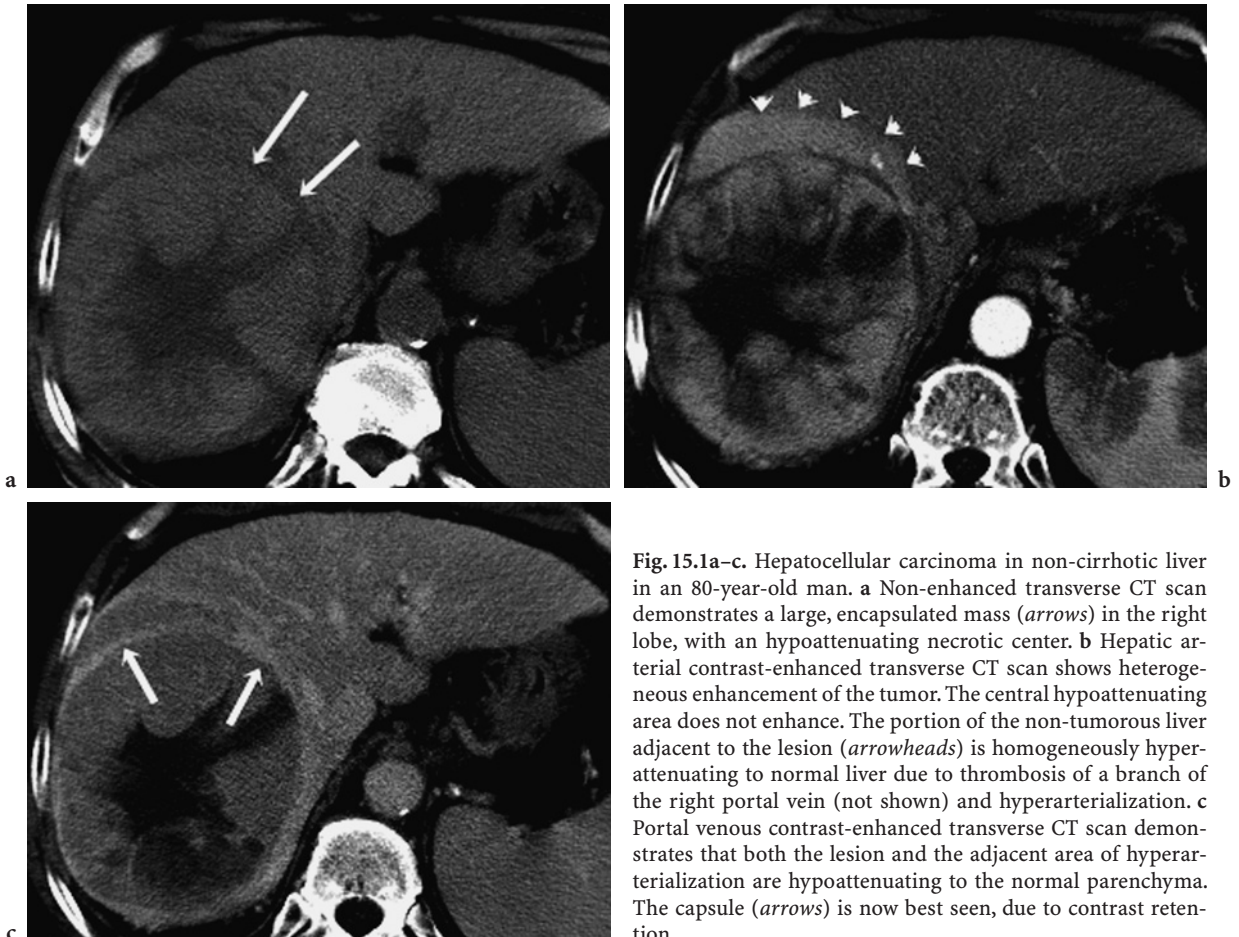 a
b
c
Fig. 15.1a–c. Hepatocellular carcinoma in non-cirrhotic liver
in an 80-year-old man. a Non-enhanced transverse CT scan
demonstrates a large, encapsulated mass (arrows) in the right
lobe, with an hypoattenuating necrotic center. b Hepatic ar-
terial contrast-enhanced transverse CT scan shows heteroge-
neous enhancement of the tumor. The central hypoattenuating
area does not enhance. The portion of the non-tumorous liver
adjacent to the lesion (arrowheads) is homogeneously hyper-
attenuating to normal liver due to thrombosis of a branch of
the right portal vein (not shown) and hyperarterialization. c
Portal venous contrast-enhanced transverse CT scan demon-
strates that both the lesion and the adjacent area of hyperar-
terialization are hypoattenuating to the normal parenchyma.
The capsule (arrows) is now best seen, due to contrast reten-
tion